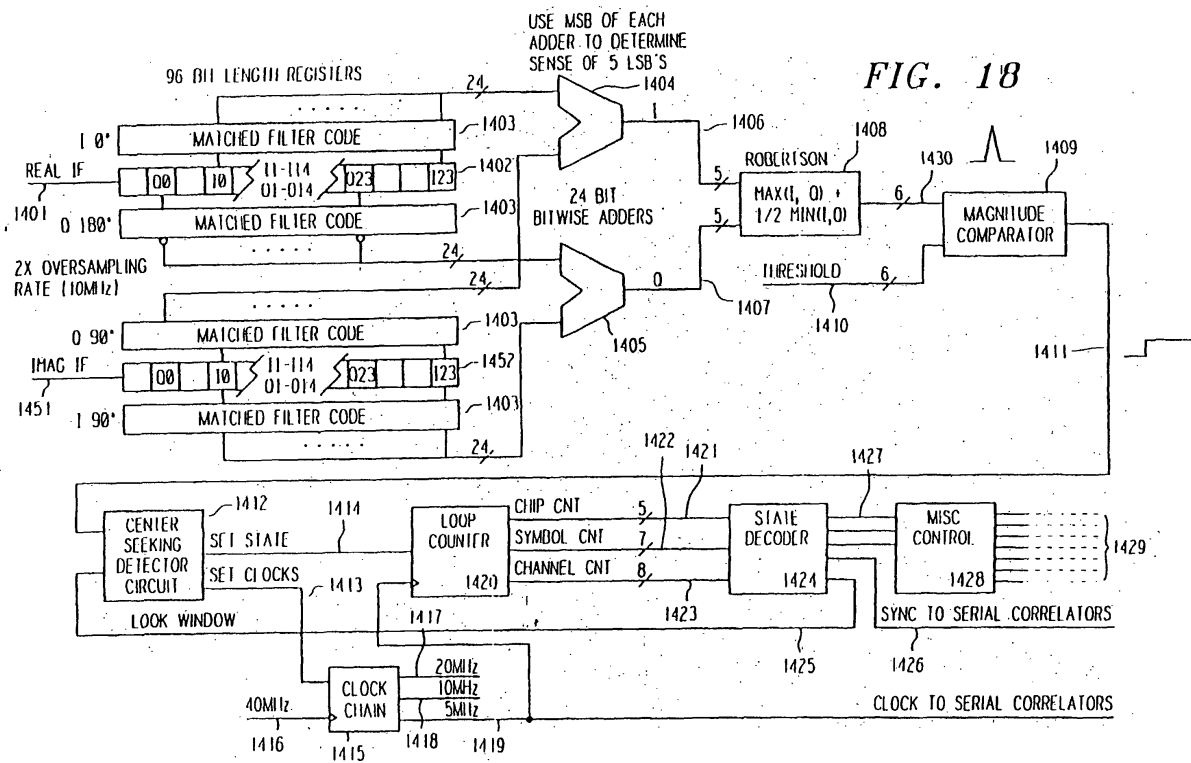 USE MSB OF EACH
ADDER TO DETERMINE
SENSE OF 5 LSB'S
FIG. 18
96 BIT LENGTH REGISTERS
24
1404
1
1406
I 0°
MATCHED FILTER CODE
1403
REAL IF
00
10
11-114
01-014
023
123
1402
1401
0 180°
MATCHED FILTER CODE
1403
24
24 BIT
BITWISE ADDERS
5
5
ROBERTSON
1408
MAX(1, 0) +
1/2 MIN(1,0)
6
1430
1409
MAGNITUDE
COMPARATOR
2X OVERSAMPLING
RATE (10MHz)
24
0
1407
THRESHOLD
6
1410
1405
0 90°
MATCHED FILTER CODE
1403
IMAG IF
00
10
11-114
01-014
023
123
1452
1451
I 90°
MATCHED FILTER CODE
1403
24
1411
1412
CENTER
SEEKING
DETECTOR
CIRCUIT
1414
SET STATE
SET CLOCKS
1413
LOOK WINDOW
LOOP
COUNTER
1420
CHIP CNT
5
1421
SYMBOL CNT
7
1422
CHANNEL CNT
8
1423
STATE
DECODER
1424
1427
MISC
CONTROL
1428
1429
SYNC TO SERIAL CORRELATORS
1425
1426
1417
40MHz
1416
CLOCK
CHAIN
1415
20MHz
10MHz
5MHz
1418
1419
CLOCK TO SERIAL CORRELATORS